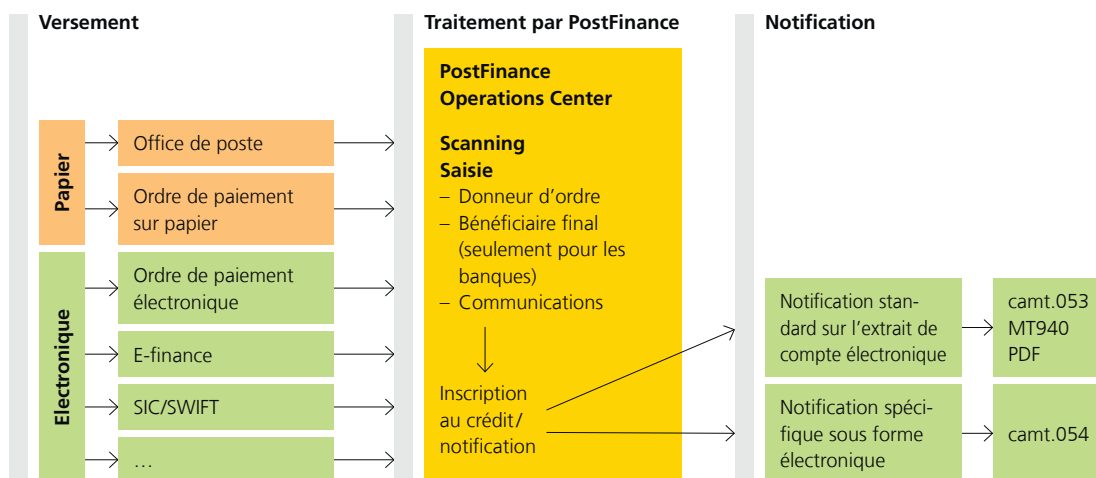 Versement
Papier
Office de poste
Ordre de paiement
sur papier
Electronique
Ordre de paiement
électronique
E-finance
SIC/SWIFT
…
Traitement par PostFinance
PostFinance
Operations Center
Scanning
Saisie
– Donneur d’ordre
– Bénéficiaire final
(seulement pour les
banques)
– Communications
Inscription
au crédit/
notification
Notification
Notification stan-
dard sur l’extrait de
compte électronique
camt.053
MT940
PDF
Notification spéci-
fique sous forme
électronique
camt.054